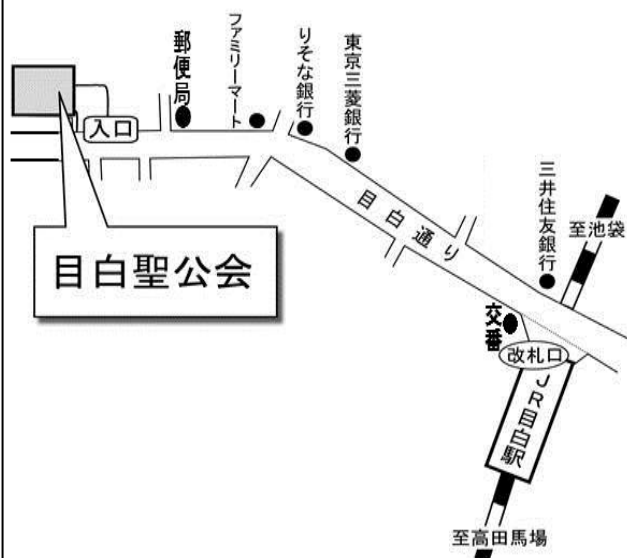 郵便局
ファミリーマート
りそな銀行
東京三菱銀行
入口
目白通り
三井住友銀行
至池袋
目白聖公会
交番
改札口
JR目白駅
至高田馬場